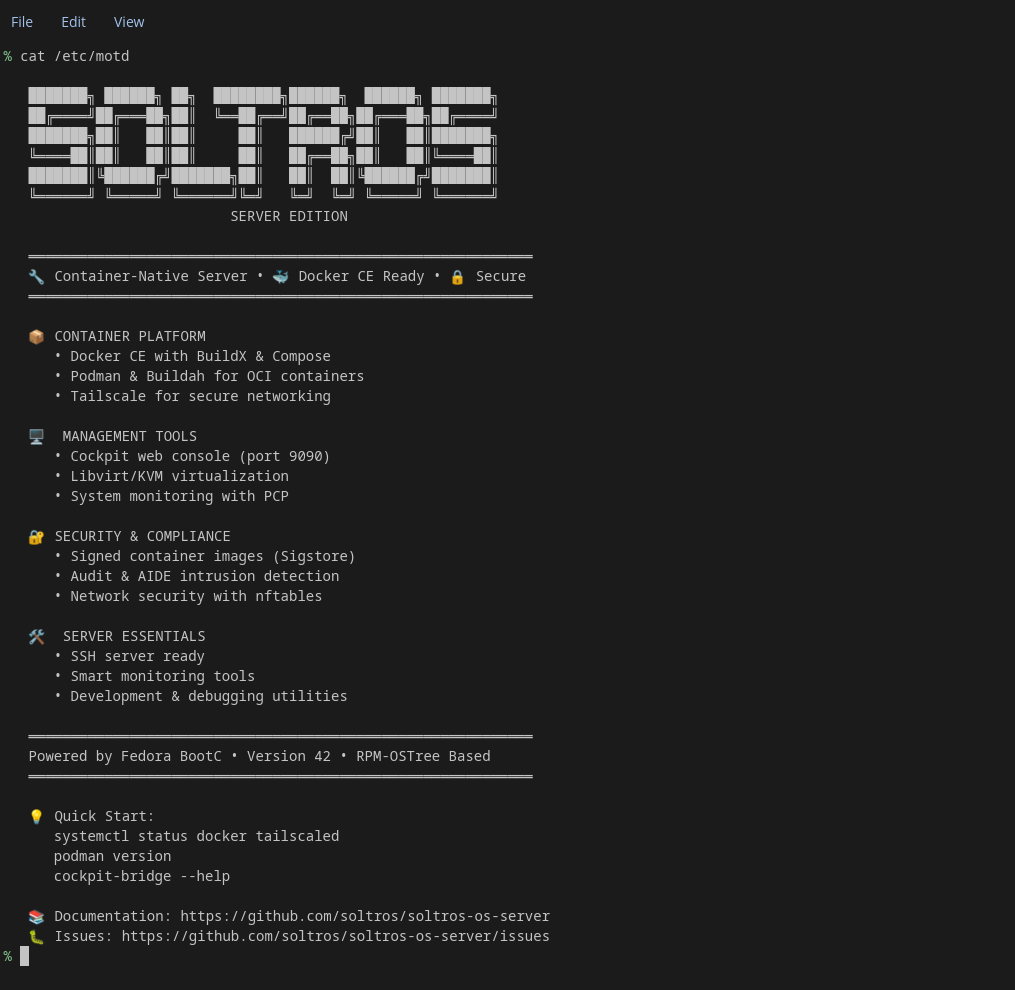 File Edit View
% cat /etc/motd
SOLTROS
SERVER EDITION
🔧 Container-Native Server • 🐳 Docker CE Ready • 🔒 Secure
📦 CONTAINER PLATFORM
• Docker CE with BuildX & Compose
• Podman & Buildah for OCI containers
• Tailscale for secure networking
🖥️ MANAGEMENT TOOLS
• Cockpit web console (port 9090)
• Libvirt/KVM virtualization
• System monitoring with PCP
🔐 SECURITY & COMPLIANCE
• Signed container images (Sigstore)
• Audit & AIDE intrusion detection
• Network security with nftables
🛠️ SERVER ESSENTIALS
• SSH server ready
• Smart monitoring tools
• Development & debugging utilities
Powered by Fedora BootC • Version 42 • RPM-OSTree Based
💡 Quick Start:
systemctl status docker tailscaled
podman version
cockpit-bridge --help
📚 Documentation: https://github.com/soltros/soltros-os-server
🐛 Issues: https://github.com/soltros/soltros-os-server/issues
%